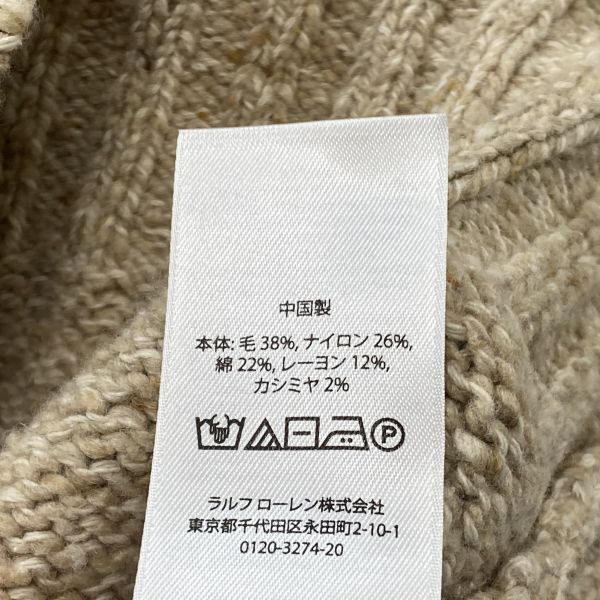 中国製
本体: 毛 38%, ナイロン 26%,
綿 22%, レーヨン 12%,
カシミヤ 2%
P
ラルフ ローレン株式会社
東京都千代田区永田町2-10-1
0120-3274-20